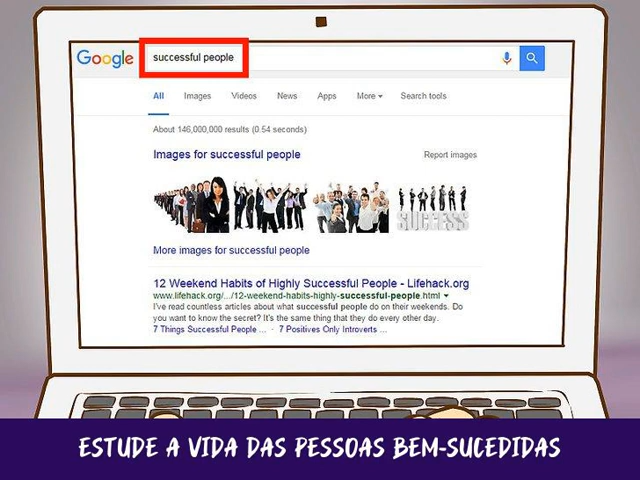 Google successful people
All Images Videos News Apps More Search tools
About 146,000,000 results (0.54 seconds)
Images for successful people Report images
SUCCESS
More images for successful people
12 Weekend Habits of Highly Successful People - Lifehack.org
www.lifehack.org/.../12-weekend-habits-highly-successful-people.html
I've read countless articles about what successful people do on their weekends. Do
you want to know the secret? It's the same thing that they do every other day.
7 Things Successful People ... · 7 Positives Only Introverts ...
ESTUDE A VIDA DAS PESSOAS BEM-SUCEDIDAS